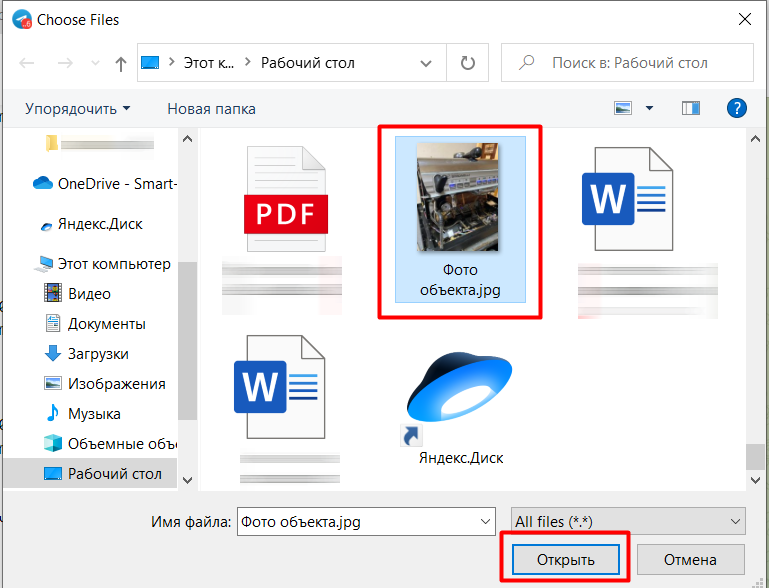 Choose Files
Этот к... Рабочий стол
Поиск в: Рабочий стол
Упорядочить Новая папка
?
OneDrive - Smart-
Яндекс.Диск
Этот компьютер
Видео
Документы
Загрузки
Изображения
Музыка
Объемные объ
Рабочий стол
PDF
Фото
объекта.jpg
W
W
Яндекс.Диск
Имя файла: Фото объекта.jpg All files (*.*)
Открыть Отмена